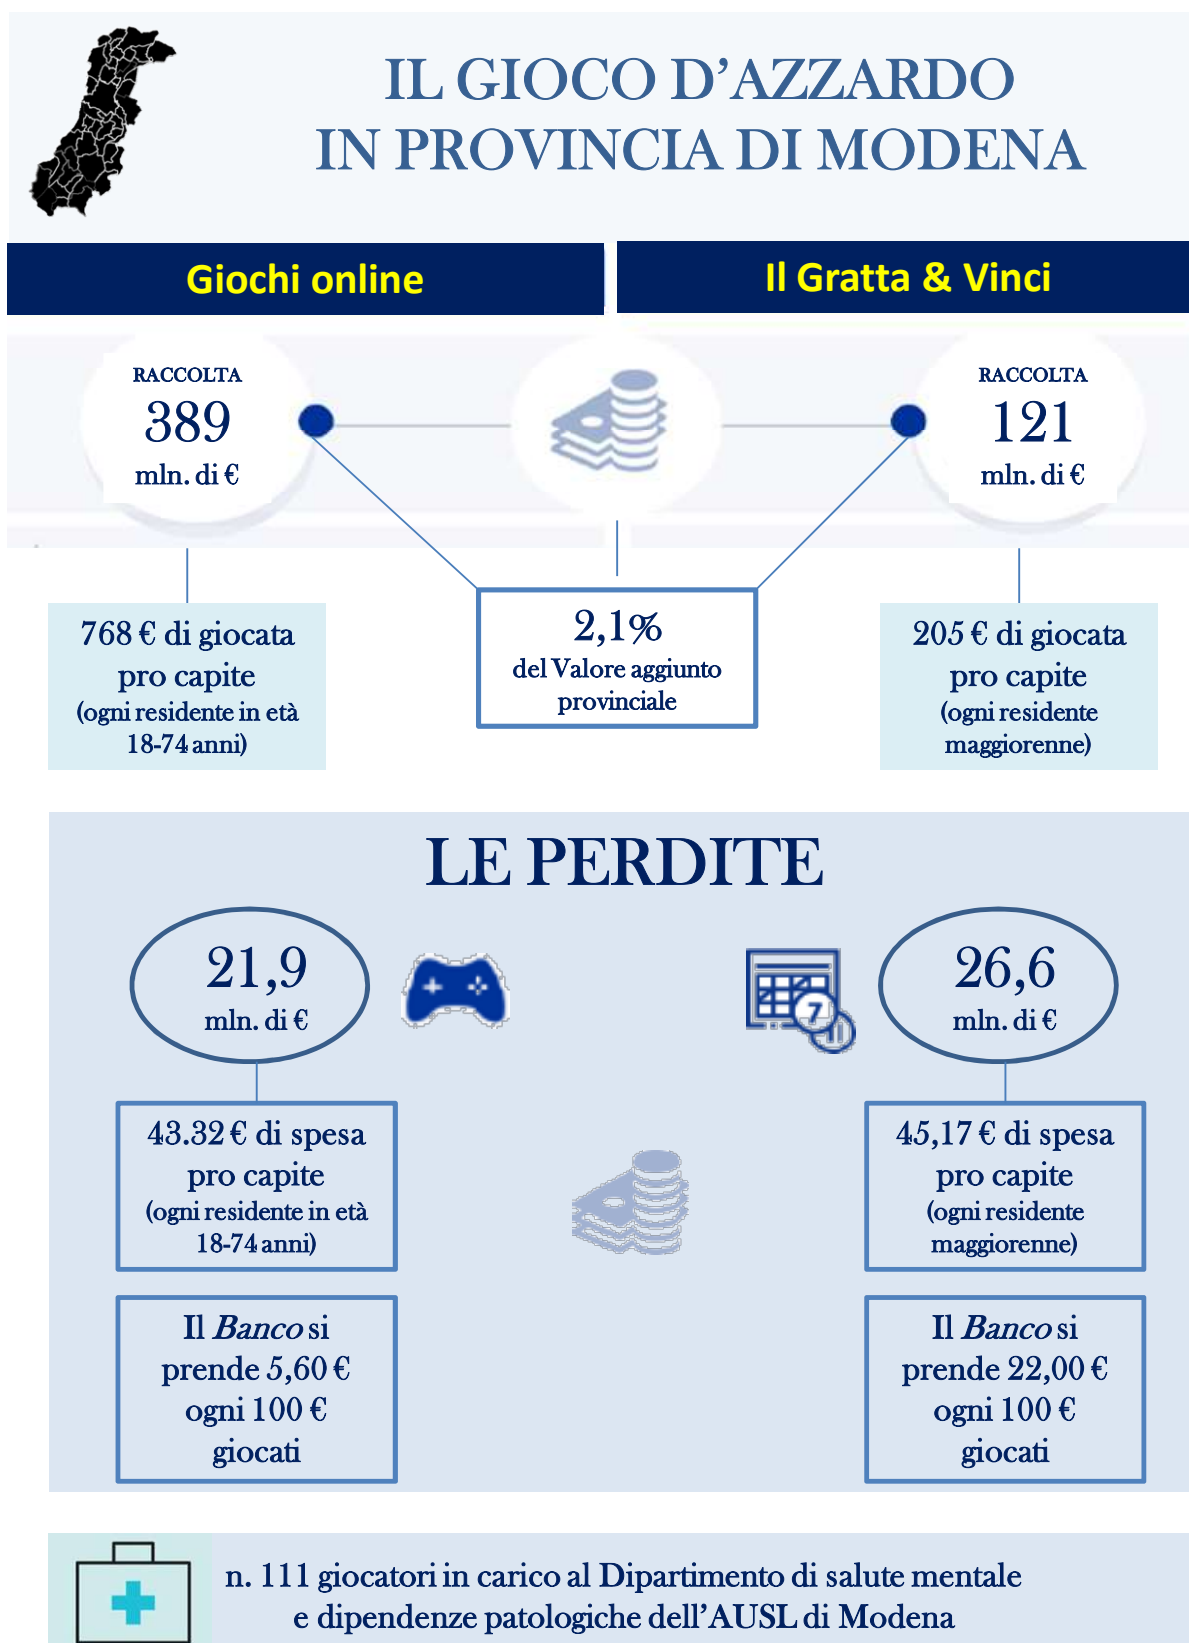 IL GIOCO D'AZZARDO
IN PROVINCIA DI MODENA
Giochi online
Il Gratta & Vinci
RACCOLTA
389
mln. di €
RACCOLTA
121
mln. di €
768 € di giocata
pro capite
(ogni residente in età
18-74 anni)
2,1%
del Valore aggiunto
provinciale
205 € di giocata
pro capite
(ogni residente
maggiorenne)
LE PERDITE
21,9
mln. di €
7
26,6
mln. di €
43.32 € di spesa
pro capite
(ogni residente in età
18-74 anni)
45,17 € di spesa
pro capite
(ogni residente
maggiorenne)
Il Banco si
prende 5,60 €
ogni 100 €
giocati
Il Banco si
prende 22,00 €
ogni 100 €
giocati
n. 111 giocatori in carico al Dipartimento di salute mentale
e dipendenze patologiche dell'AUSL di Modena